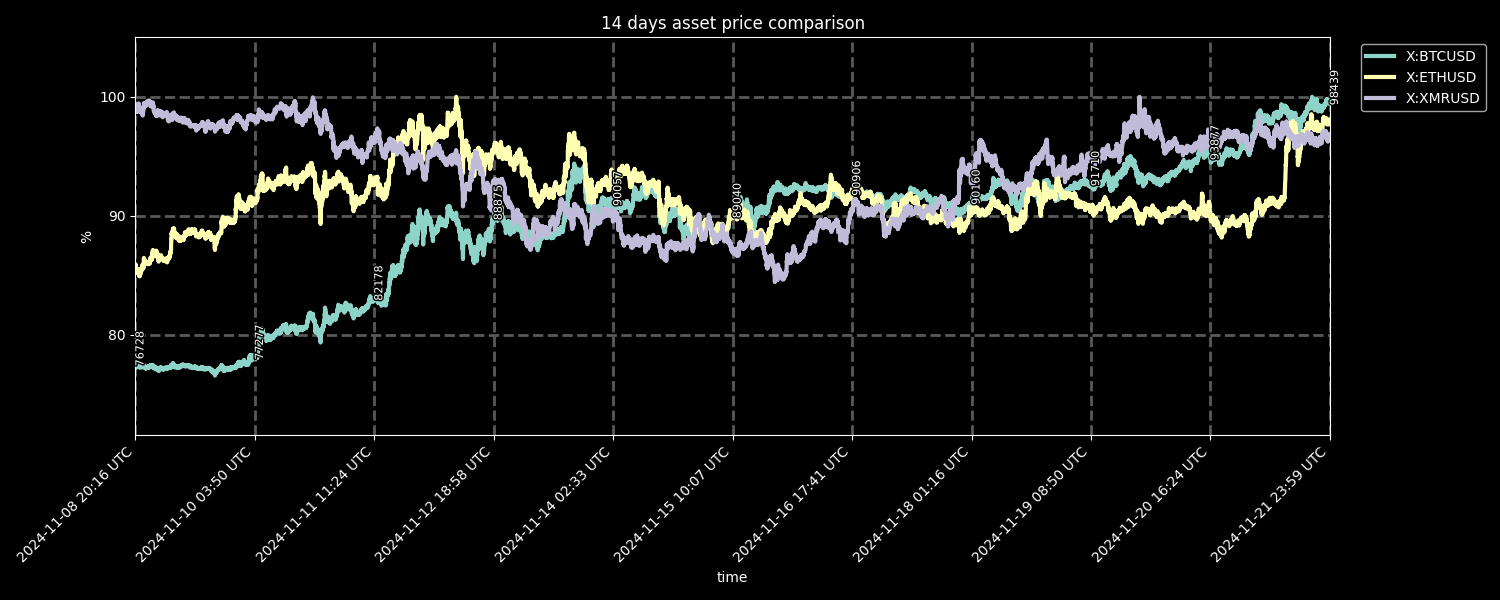 14 days asset price comparison
X:BTCUSD
X:ETHUSD
X:XMRUSD
%
100
90
80
76728
77277
82178
88875
90057
89040
90906
90160
91710
93877
98439
2024-11-08 20:16 UTC
2024-11-10 03:50 UTC
2024-11-11 11:24 UTC
2024-11-12 18:58 UTC
2024-11-14 02:33 UTC
2024-11-15 10:07 UTC
2024-11-16 17:41 UTC
2024-11-18 01:16 UTC
2024-11-19 08:50 UTC
2024-11-20 16:24 UTC
2024-11-21 23:59 UTC
time